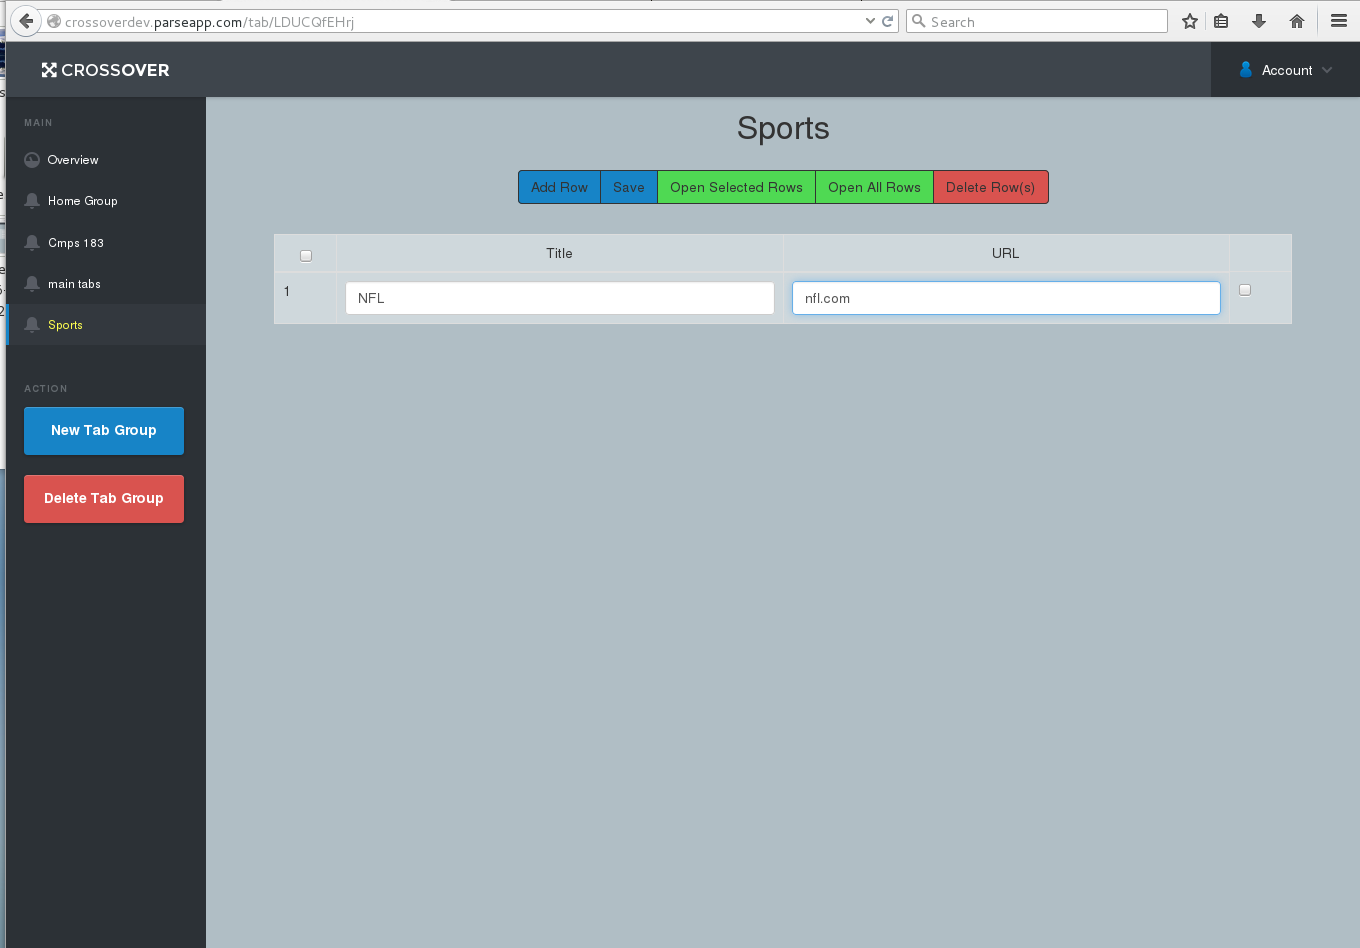 crossoverdev.parseapp.com/tab/LDUCQfEHrj
Search
CROSSOVER
Account
MAIN
Overview
Home Group
Cmps 183
main tabs
Sports
ACTION
New Tab Group
Delete Tab Group
Sports
Add Row Save Open Selected Rows Open All Rows Delete Row(s)
Title URL
1 NFL nfl.com